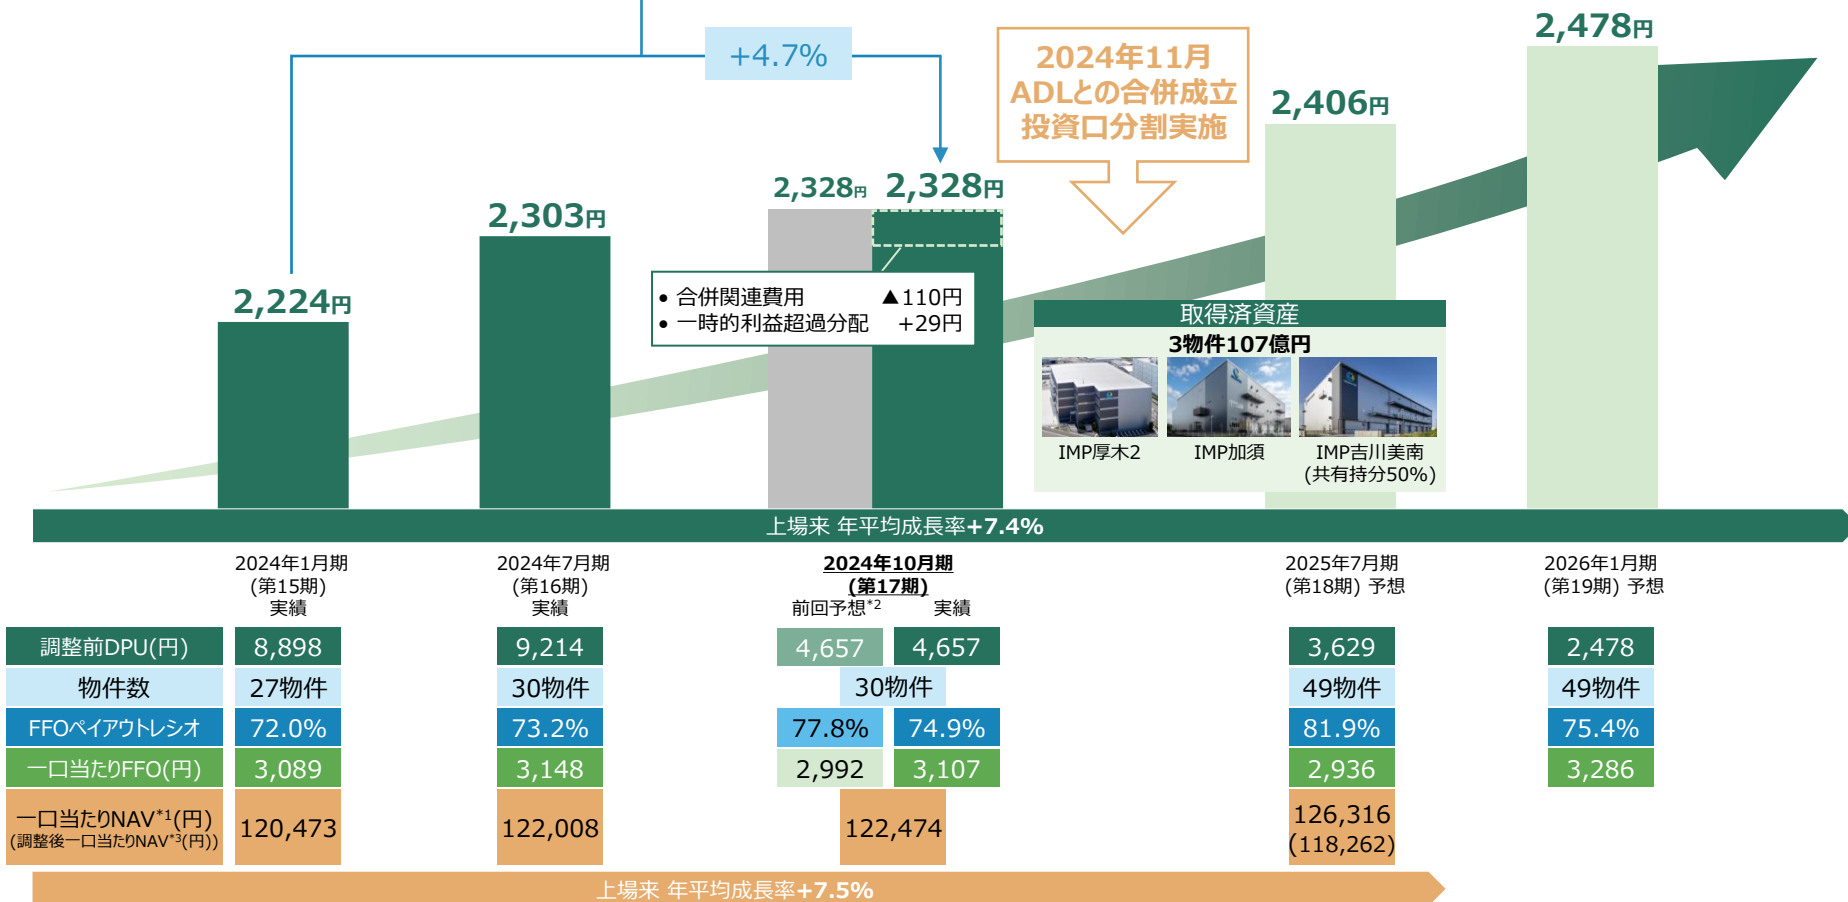 +4.7%
2024年11月
ADLとの合併成立
投資口分割実施
2,224円
2,303円
2,328円
2,328円
2,406円
2,478円
• 合併関連費用 ▲110円
• 一時的利益超過分配 +29円
取得済資産
3物件107億円
IMP厚木2
IMP加須
IMP吉川美南
(共有持分50%)
上場来 年平均成長率+7.4%
2024年1月期
(第15期)
実績
2024年7月期
(第16期)
実績
2024年10月期
(第17期)
前回予想*2 実績
2025年7月期
(第18期) 予想
2026年1月期
(第19期) 予想
調整前DPU(円) 8,898 9,214 4,657 4,657 3,629 2,478
物件数 27物件 30物件 30物件 49物件 49物件
FFOペイアウトレシオ 72.0% 73.2% 77.8% 74.9% 81.9% 75.4%
一口当たりFFO(円) 3,089 3,148 2,992 3,107 2,936 3,286
一口当たりNAV*1(円)
(調整後一口当たりNAV*3(円))
120,473 122,008 122,474 126,316
(118,262)
上場来 年平均成長率+7.5%